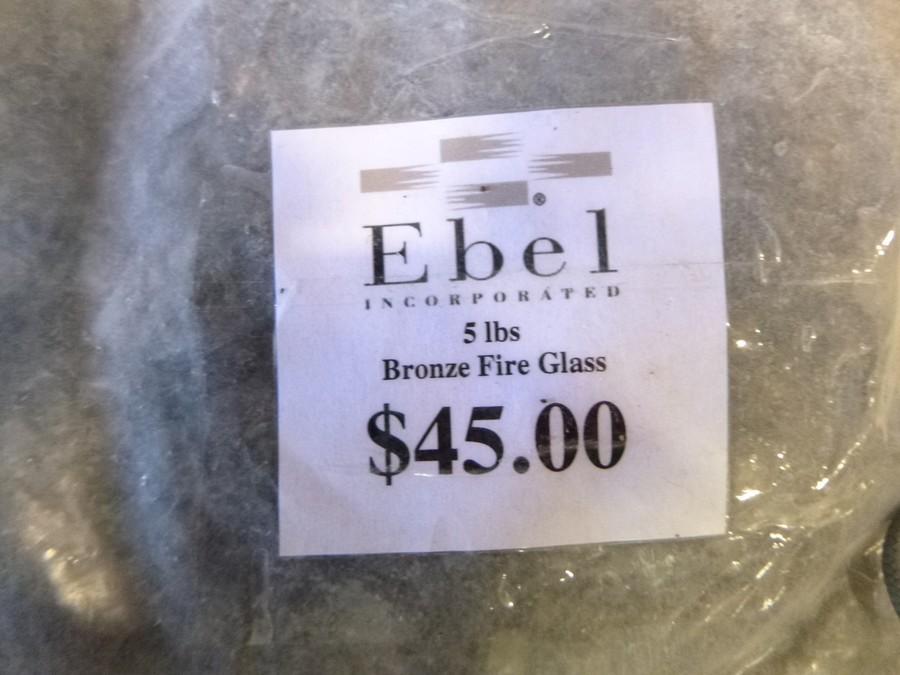 ®
Ebel
INCORPORATED
5 lbs
Bronze Fire Glass
$45.00